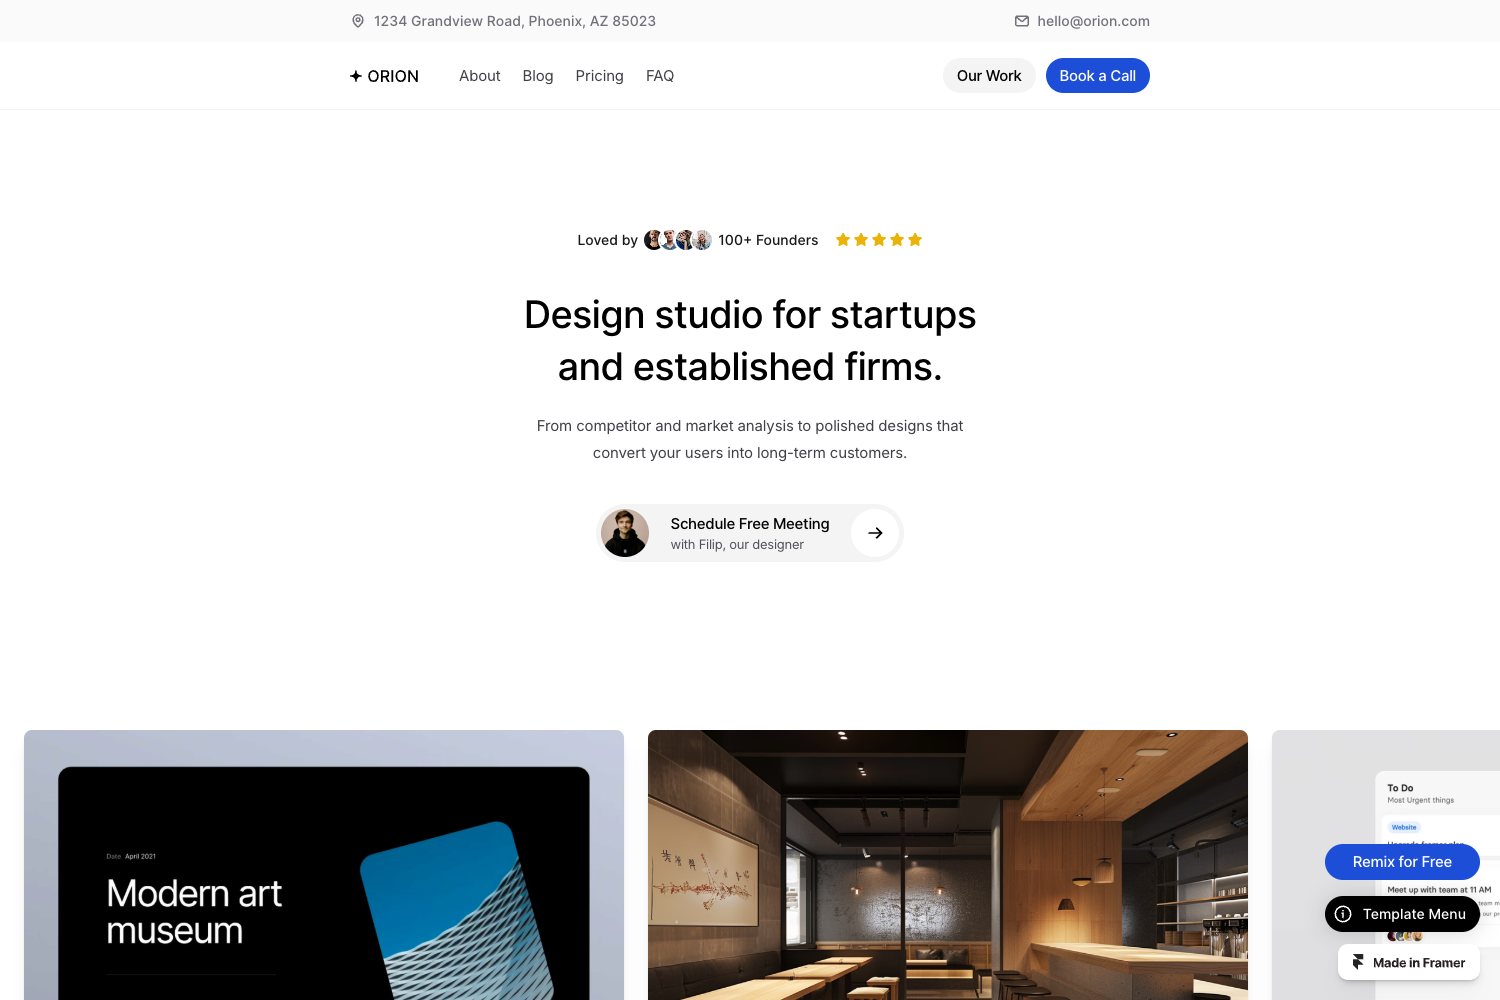 1234 Grandview Road, Phoenix, AZ 85023
hello@orion.com
ORION
About
Blog
Pricing
FAQ
Our Work
Book a Call
Loved by
100+ Founders
Design studio for startups
and established firms.
From competitor and market analysis to polished designs that
convert your users into long-term customers.
Schedule Free Meeting
with Filip, our designer
Date April 2021
Modern art
museum
To Do
Most Urgent things
Website
Remix for Free
Meet up with team at 11 AM
Template Menu
Made in Framer